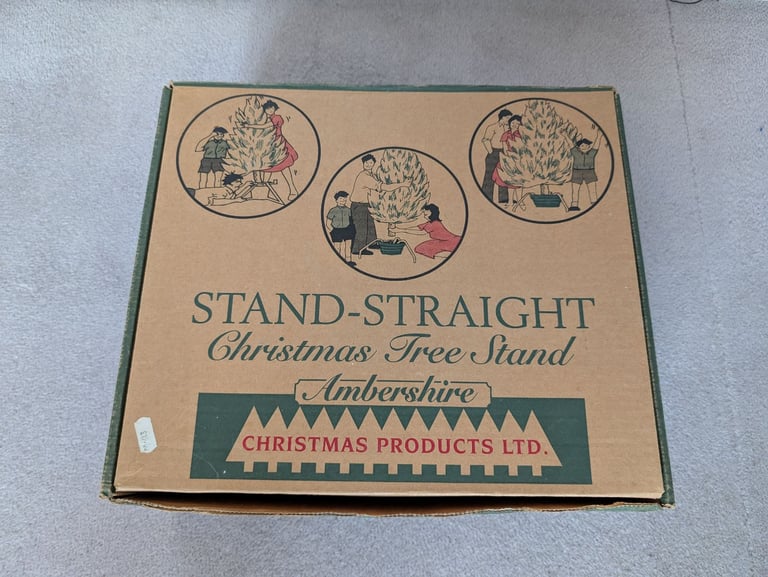 STAND-STRAIGHT
Christmas Tree Stand
Ambershire
CHRISTMAS PRODUCTS LTD.